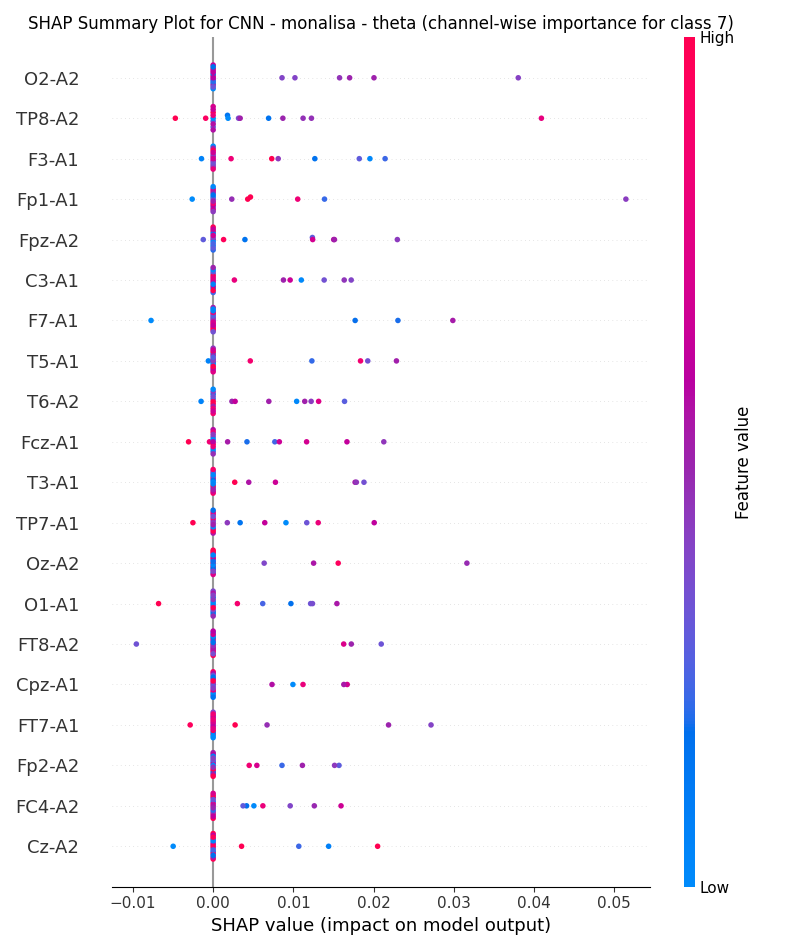 SHAP Summary Plot for CNN - monalisa - theta (channel-wise importance for class 7)
High
O2-A2
TP8-A2
F3-A1
Fp1-A1
Fpz-A2
C3-A1
F7-A1
T5-A1
T6-A2
Fcz-A1
T3-A1
TP7-A1
Oz-A2
O1-A1
FT8-A2
Cpz-A1
FT7-A1
Fp2-A2
FC4-A2
Cz-A2
Feature value
Low
−0.01 0.00 0.01 0.02 0.03 0.04 0.05
SHAP value (impact on model output)